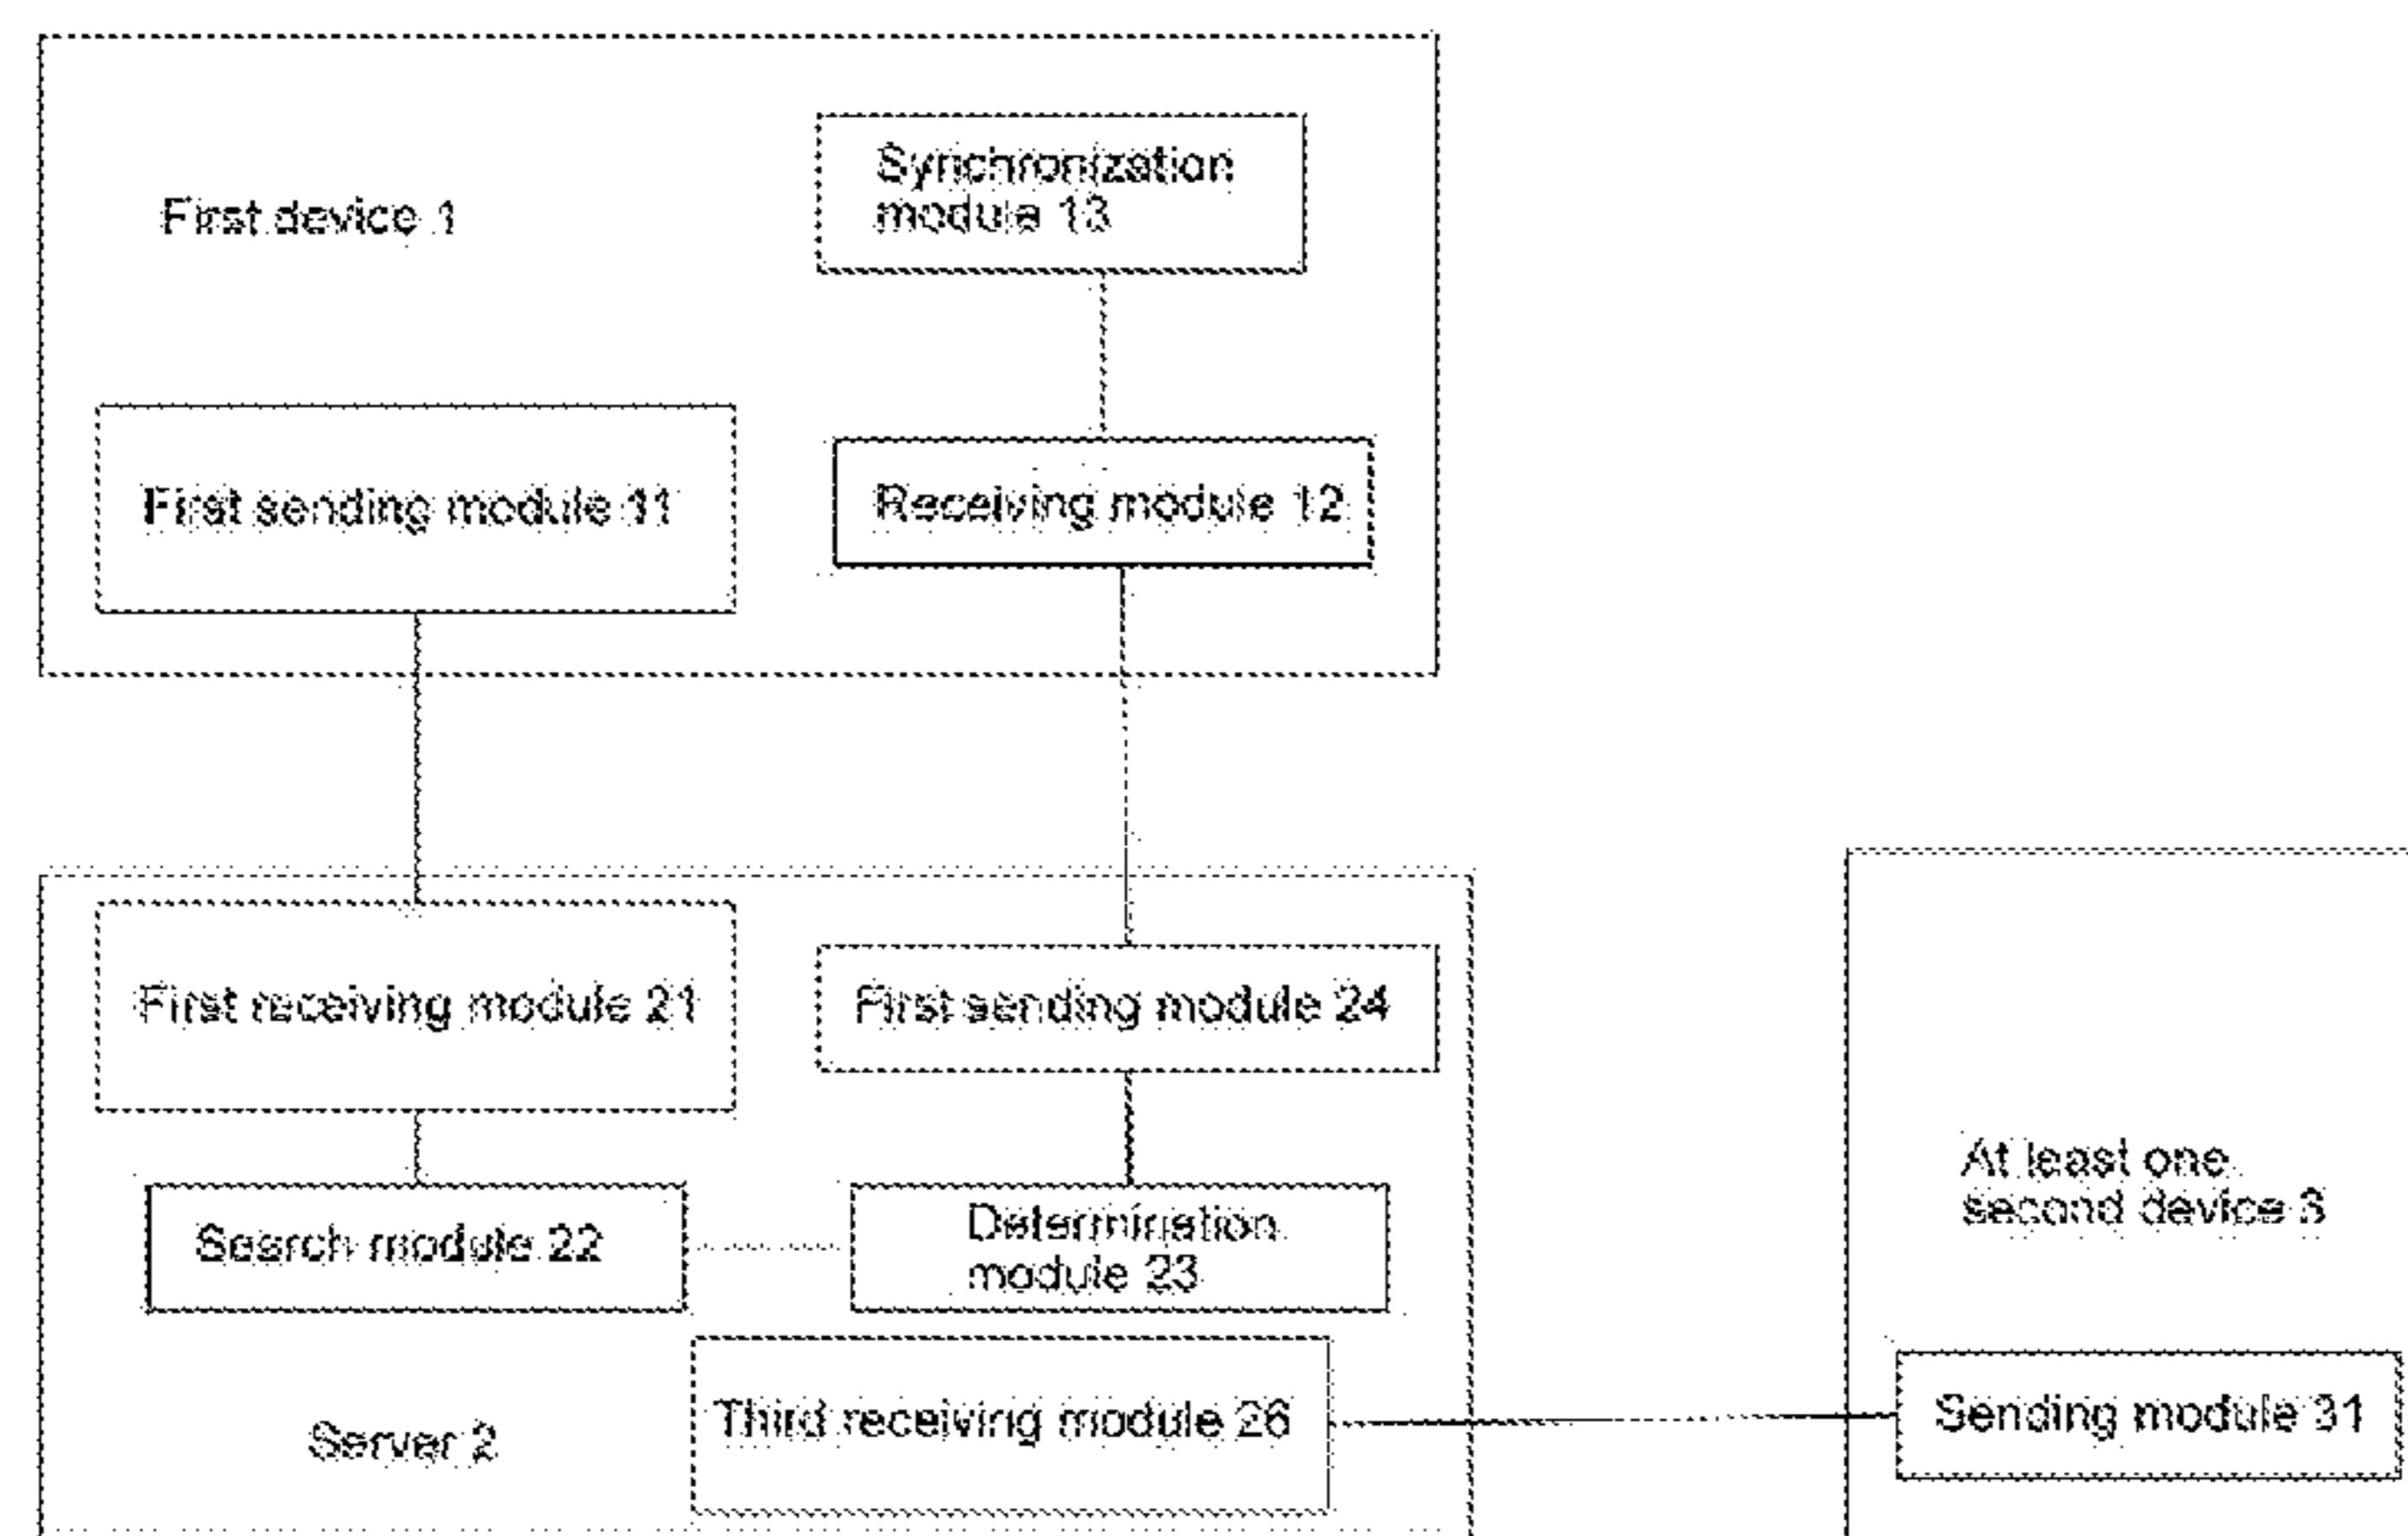 First device 1
Synchronization
module 13
First sending module 11
Receiving module 12
First receiving module 21
First sending module 24
Search module 22
Determination
module 23
At least one
second device 3
Server 2
Third receiving module 26
Sending module 31